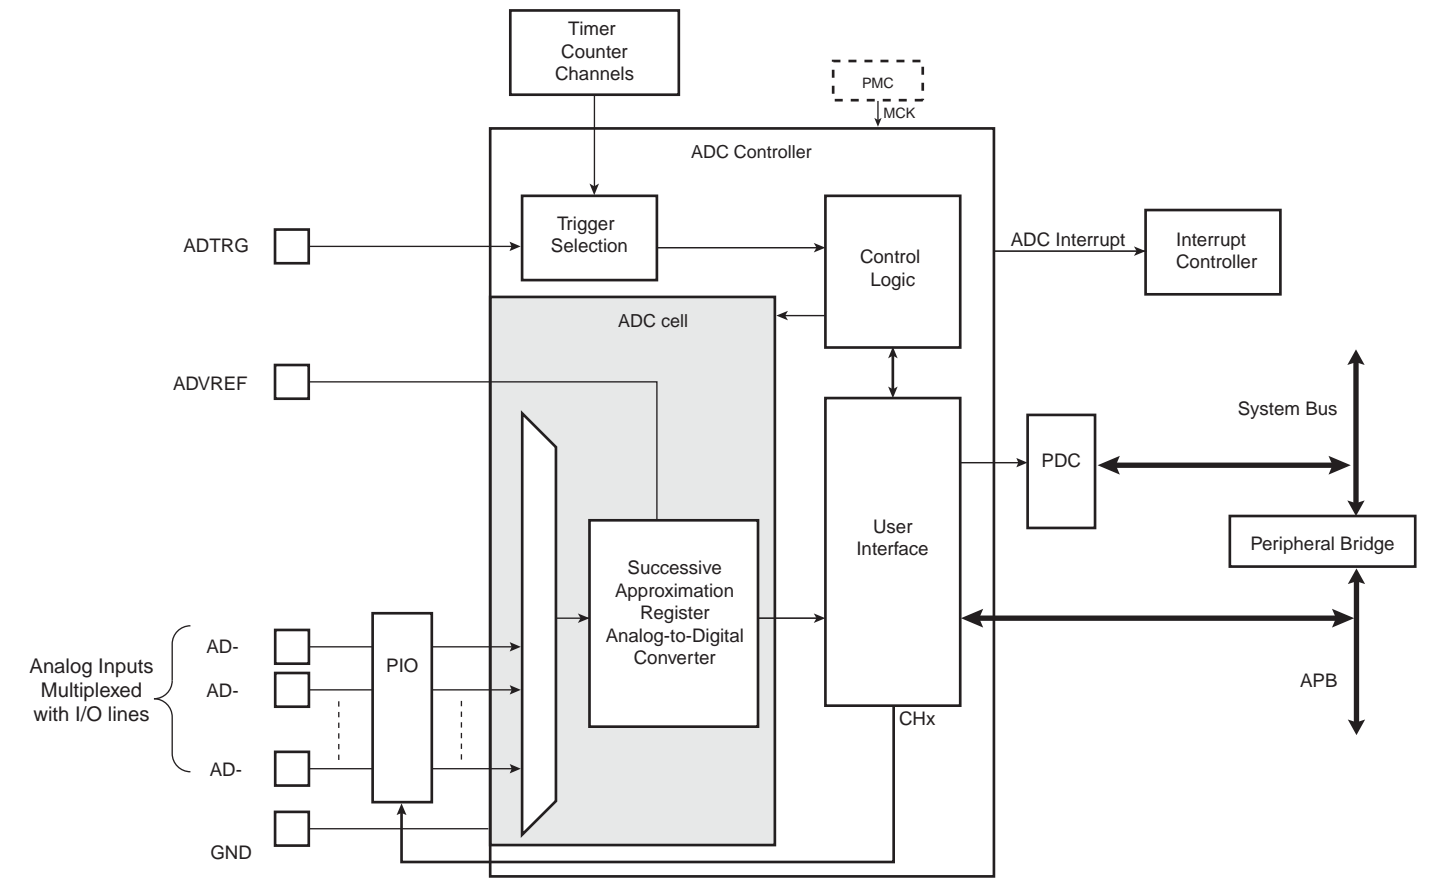 Timer
Counter
Channels
PMC
MCK
ADC Controller
ADTRG
Trigger
Selection
Control
Logic
ADC Interrupt
Interrupt
Controller
ADC cell
ADVREF
System Bus
PDC
User
Interface
Peripheral Bridge
Successive
Approximation
Register
Analog-to-Digital
Converter
Analog Inputs
Multiplexed
with I/O lines
AD-
AD-
AD-
PIO
APB
CHx
GND